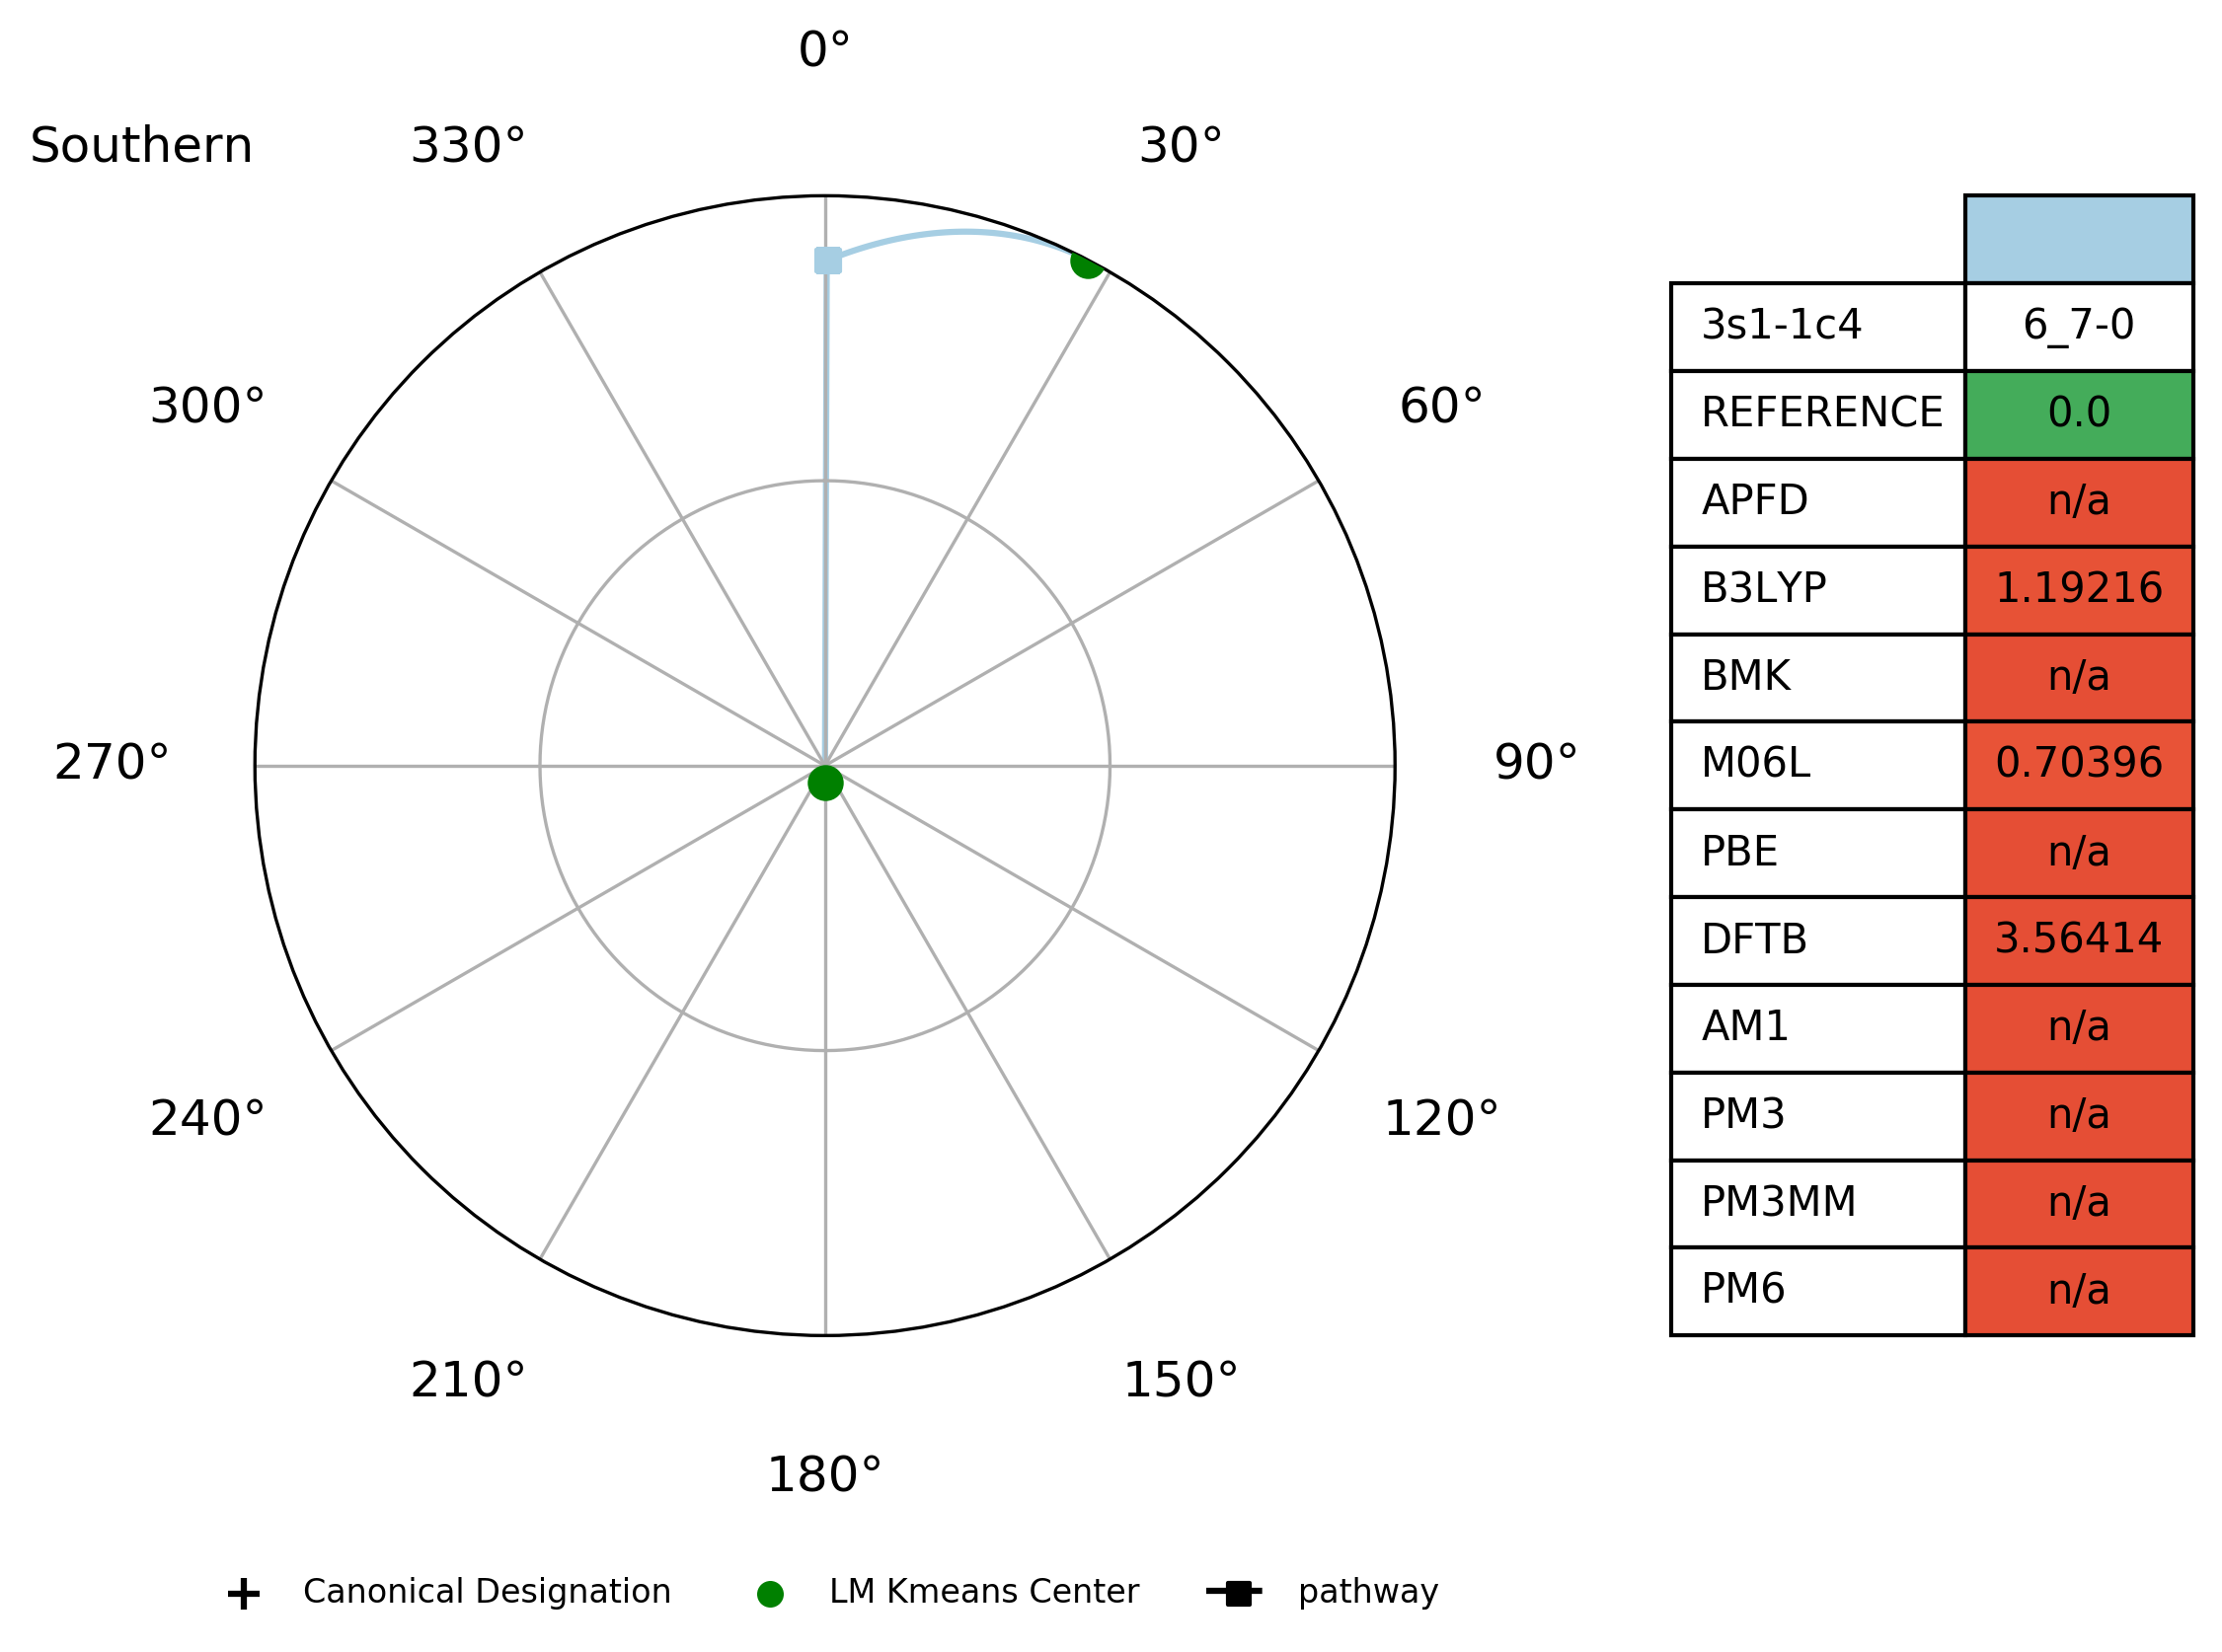 0°
Southern
330°
30°
300°
60°
270°
90°
240°
120°
210°
150°
180°
3s1-1c4 6_7-0
REFERENCE 0.0
APFD n/a
B3LYP 1.19216
BMK n/a
M06L 0.70396
PBE n/a
DFTB 3.56414
AM1 n/a
PM3 n/a
PM3MM n/a
PM6 n/a
Canonical Designation
LM Kmeans Center
pathway